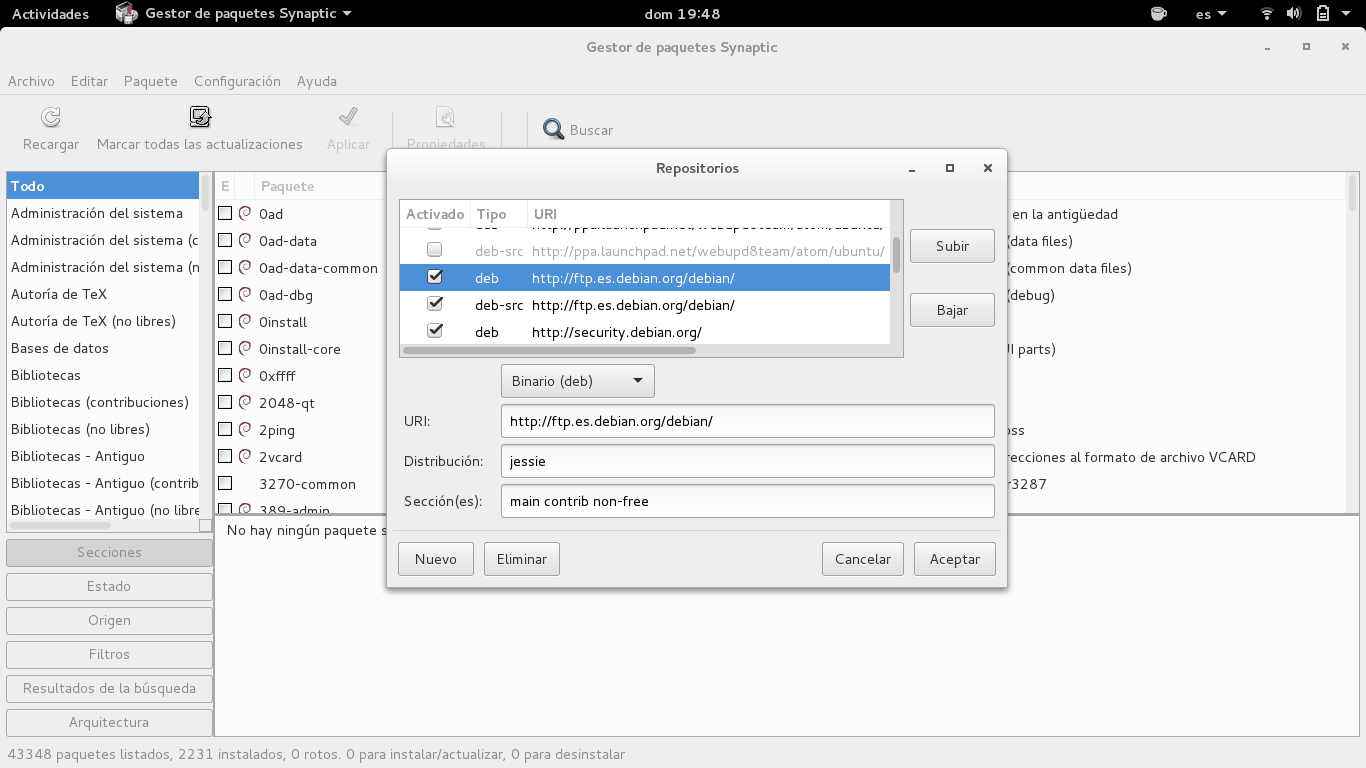 Actividades Gestor de paquetes Synaptic dom 19:48 es
Gestor de paquetes Synaptic
Archivo Editar Paquete Configuración Ayuda
Recargar Marcar todas las actualizaciones Aplicar Propiedades Buscar
Todo
Administración del sistema
Administración del sistema (c
Administración del sistema (n
Autoría de TeX
Autoría de TeX (no libres)
Bases de datos
Bibliotecas
Bibliotecas (contribuciones)
Bibliotecas (no libres)
Bibliotecas - Antiguo
Bibliotecas - Antiguo (contrib
Bibliotecas - Antiguo (no libre
Secciones
Estado
Origen
Filtros
Resultados de la búsqueda
Arquitectura
E Paquete
0ad
0ad-data
0ad-data-common
0ad-dbg
0install
0install-core
0xffff
2048-qt
2ping
2vcard
3270-common
389-admin
en la antigüedad
(data files)
(common data files)
(debug)
parts)
recciones al formato de archivo VCARD
r3287
No hay ningún paquete s
Repositorios
Activado Tipo URI
deb http://ppa.launchpad.net/webupd8team/atom/ubuntu/
deb-src http://ppa.launchpad.net/webupd8team/atom/ubuntu/
deb http://ftp.es.debian.org/debian/
deb-src http://ftp.es.debian.org/debian/
deb http://security.debian.org/
Subir
Bajar
Binario (deb)
URI: http://ftp.es.debian.org/debian/
Distribución: jessie
Sección(es): main contrib non-free
Nuevo Eliminar Cancelar Aceptar
43348 paquetes listados, 2231 instalados, 0 rotos. 0 para instalar/actualizar, 0 para desinstalar